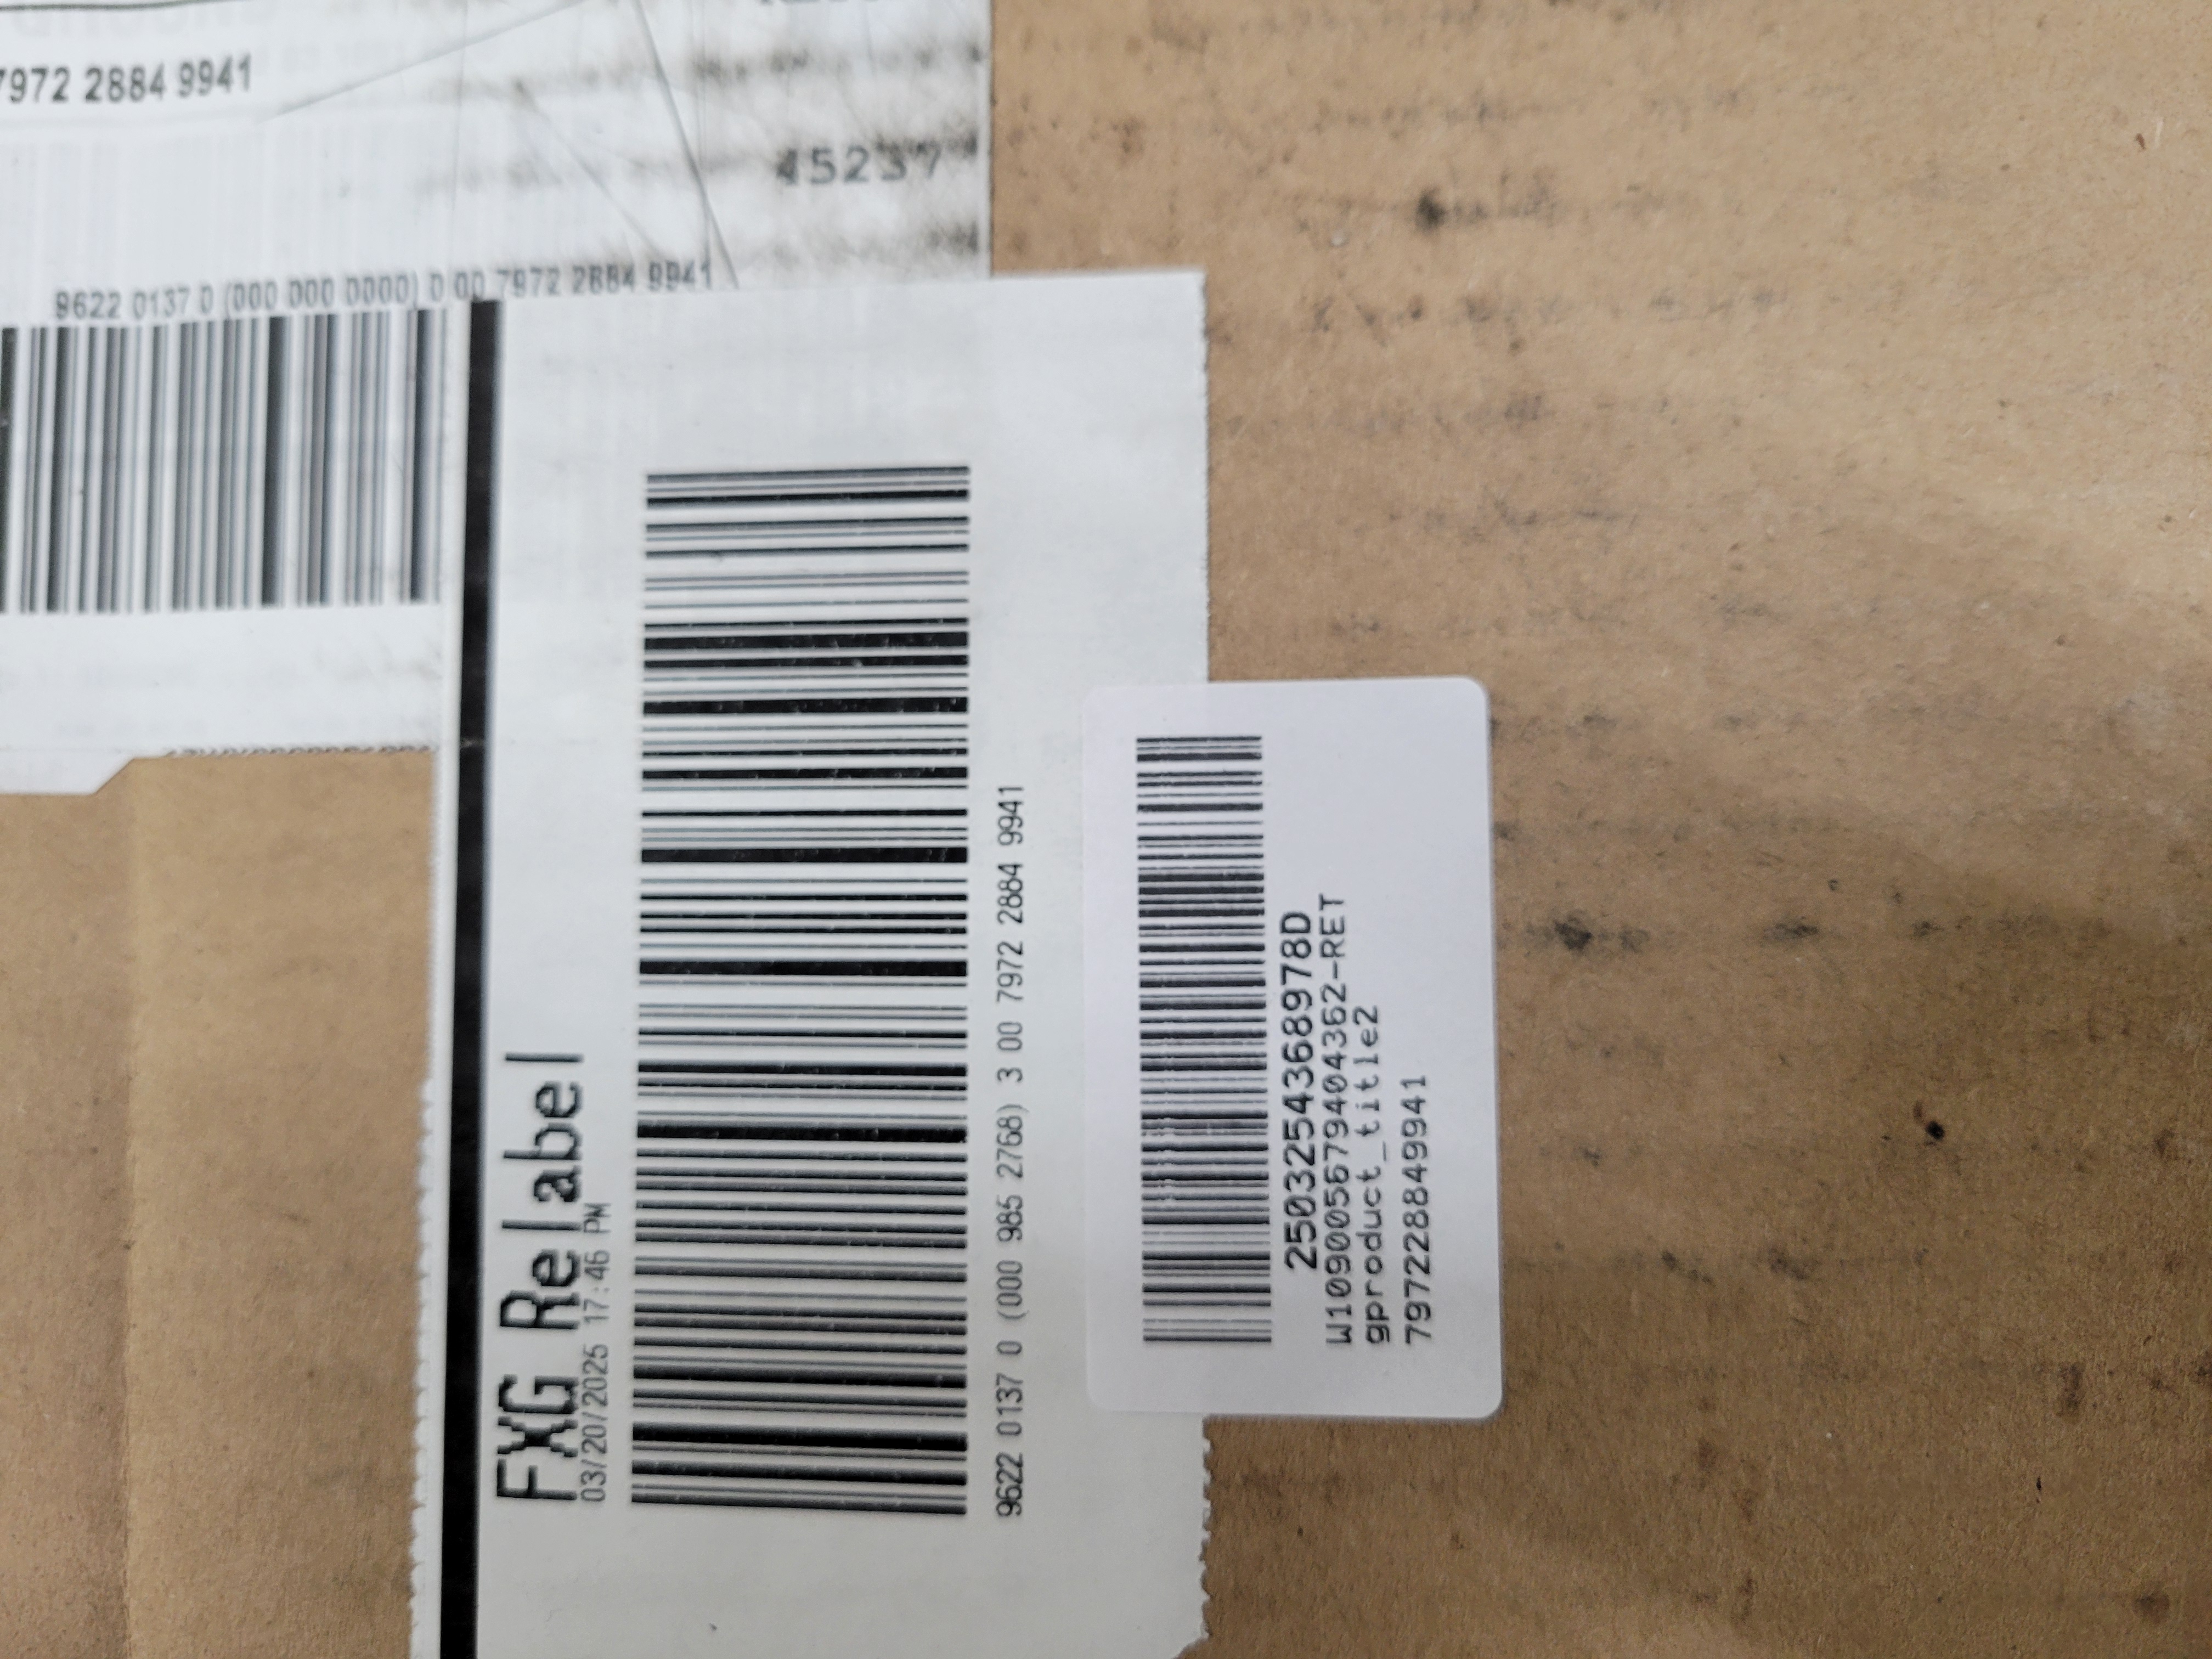 7972 2884 9941
45237
9622 0137 0 (000 000 0000) 0 00 7972 2884 9941
FXG Relabel
03/20/2025 17:46 PM
9622 0137 0 (000 985 2768) 3 00 7972 2884 9941
250325436897​8D
W109005679404362-RET
gproduct_title2
797228849941